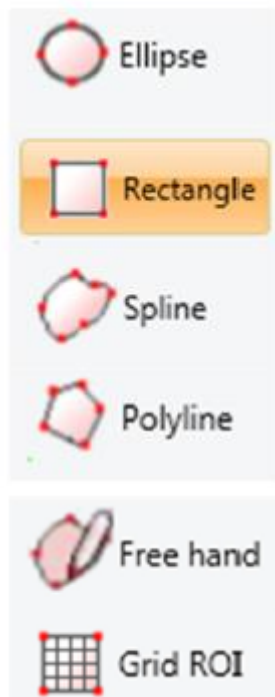 Ellipse
Rectangle
Spline
Polyline
Free hand
Grid ROI